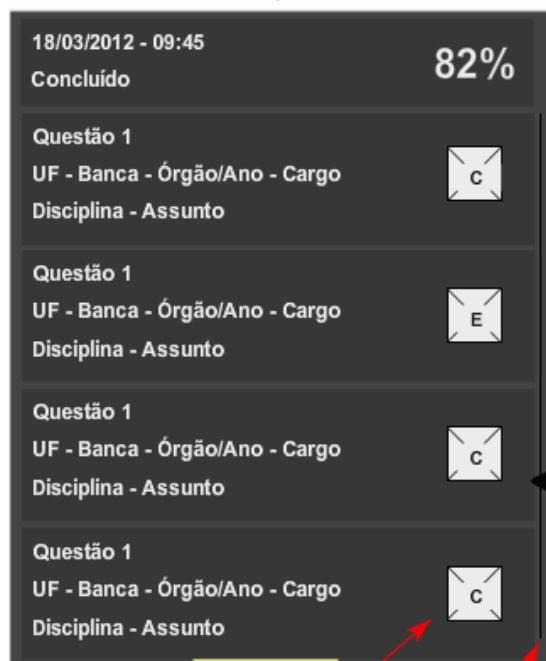 18/03/2012 - 09:45
Concluído
82%
Questão 1
UF - Banca - Órgão/Ano - Cargo
Disciplina - Assunto
C
Questão 1
UF - Banca - Órgão/Ano - Cargo
Disciplina - Assunto
E
Questão 1
UF - Banca - Órgão/Ano - Cargo
Disciplina - Assunto
C
Questão 1
UF - Banca - Órgão/Ano - Cargo
Disciplina - Assunto
C